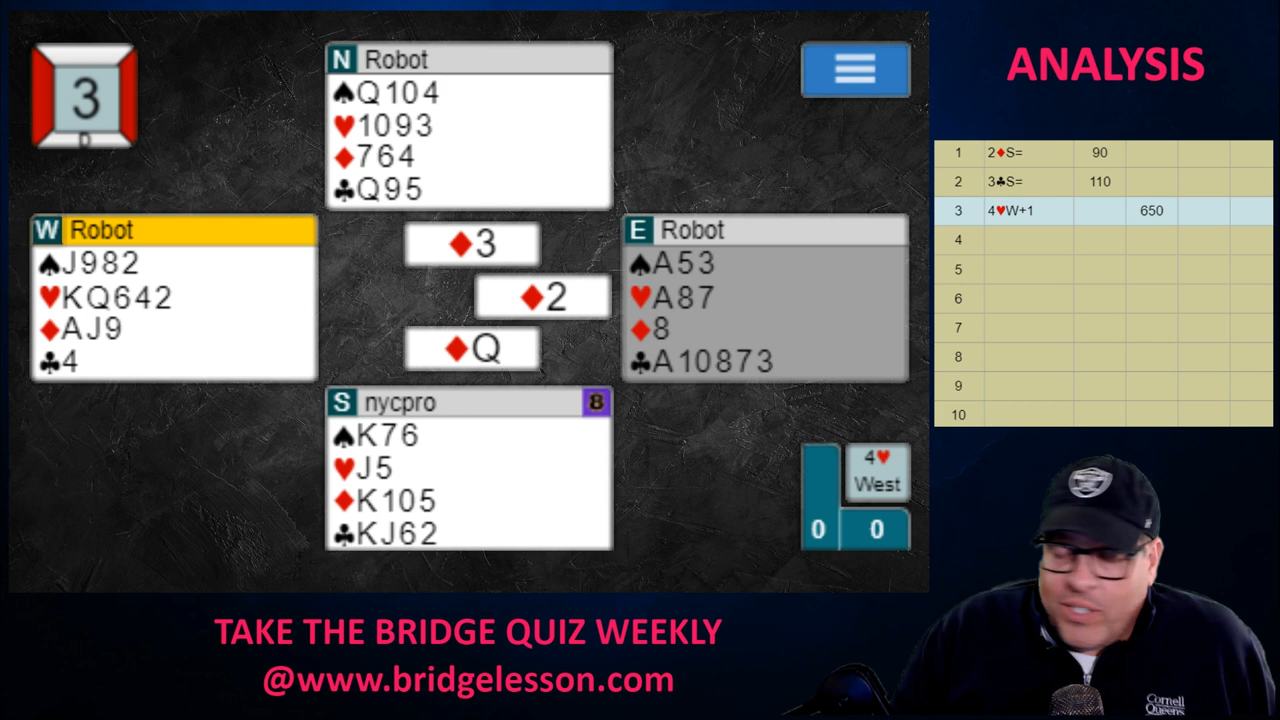 3
D
N Robot
♠Q104
♥1093
♦764
♣Q95
W Robot
♠J982
♥KQ642
♦AJ9
♣4
♦3
♦2
♦Q
E Robot
♠A53
♥A87
♦8
♣A10873
S nycpro 8
♠K76
♥J5
♦K105
♣KJ62
4♥
West
0 0
ANALYSIS
1 2♦S= 90
2 3♣S= 110
3 4♥W+1 650
4
5
6
7
8
9
10
TAKE THE BRIDGE QUIZ WEEKLY
@www.bridgelesson.com
Cornell
Queens